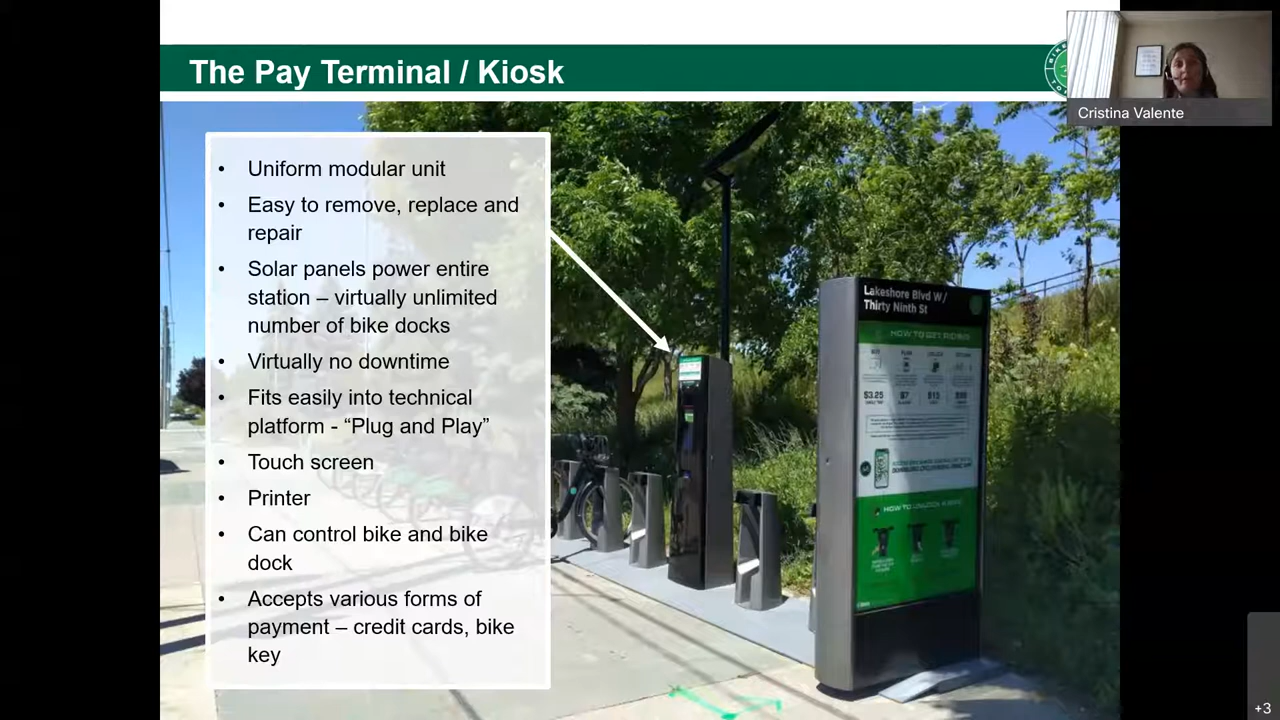 The Pay Terminal / Kiosk
Cristina Valente
• Uniform modular unit
• Easy to remove, replace and
repair
• Solar panels power entire
station – virtually unlimited
number of bike docks
• Virtually no downtime
• Fits easily into technical
platform - “Plug and Play”
• Touch screen
• Printer
• Can control bike and bike
dock
• Accepts various forms of
payment – credit cards, bike
key
Lakeshore Blvd W/
Thirty Ninth St
HOW TO GET RIDING
$3.25 $7 $15
HOW TO UNLOCK A BIKE
+3